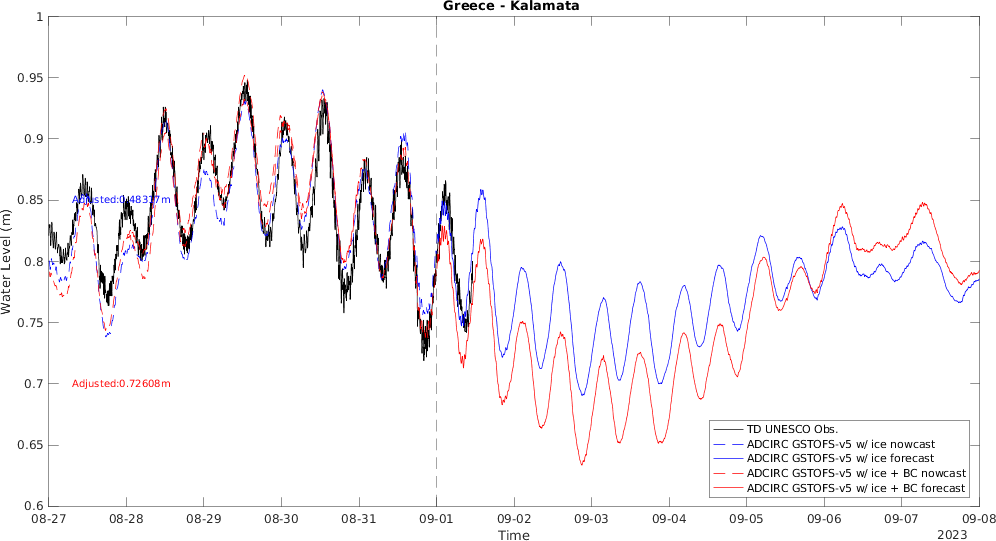 Greece - Kalamata
1
0.95
0.9
0.85
0.8
0.75
0.7
0.65
0.6
Water Level (m)
Adjusted:0.48317m
Adjusted:0.72608m
TD UNESCO Obs.
ADCIRC GSTOFS-v5 w/ ice nowcast
ADCIRC GSTOFS-v5 w/ ice forecast
ADCIRC GSTOFS-v5 w/ ice + BC nowcast
ADCIRC GSTOFS-v5 w/ ice + BC forecast
08-27 08-28 08-29 08-30 08-31 09-01 09-02 09-03 09-04 09-05 09-06 09-07 09-08
Time
2023